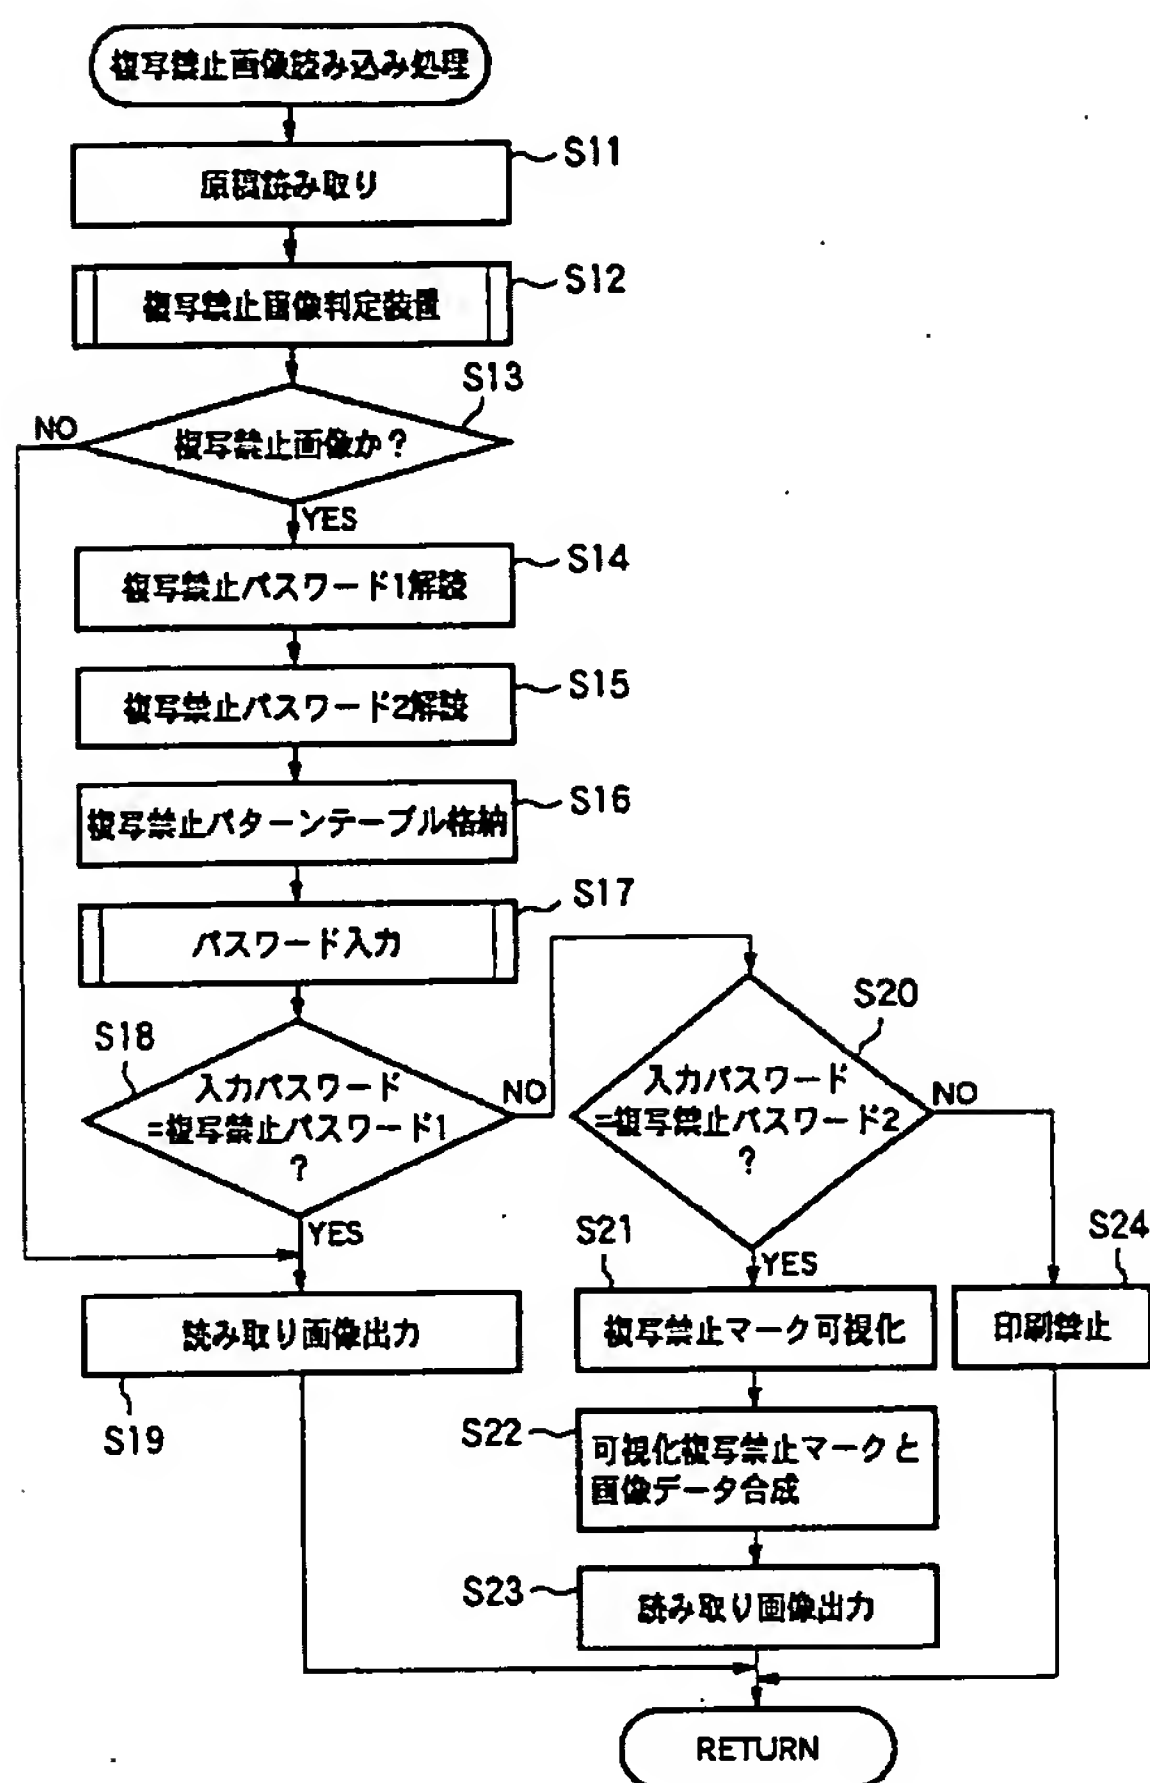 複写禁止画像読み込み処理
S11
原稿読み取り
S12
複写禁止画像判定装置
S13
複写禁止画像か？
NO
YES
S14
複写禁止パスワード1解読
S15
複写禁止パスワード2解読
S16
複写禁止パターンテーブル格納
S17
パスワード入力
S18
入力パスワード
=複写禁止パスワード1
？
NO
YES
S20
入力パスワード
=複写禁止パスワード2
？
NO
YES
S19
読み取り画像出力
S21
複写禁止マーク可視化
S24
印刷禁止
S22
可視化複写禁止マークと
画像データ合成
S23
読み取り画像出力
RETURN